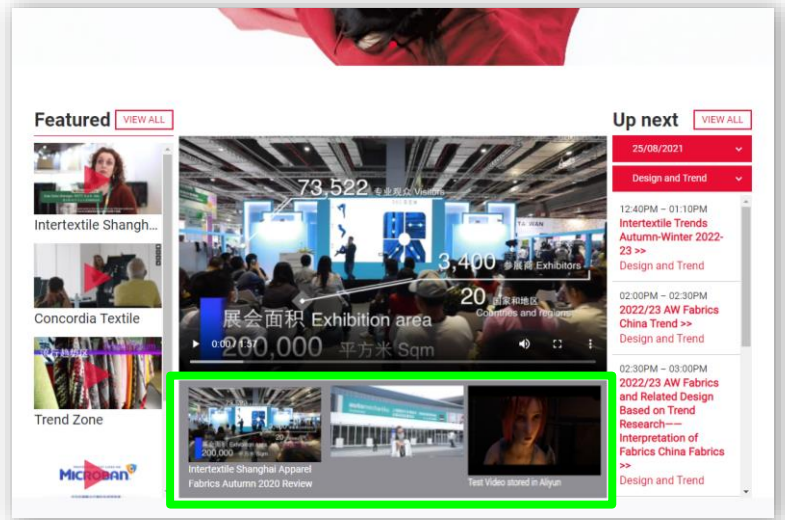 Featured
VIEW ALL
Intertextile Shangh...
Concordia Textile
Trend Zone
MICROBAN
73,522 专业观众 Visitors
3,400 参展商 Exhibitors
20 国家和地区
Countries and regions
展会面积 Exhibition area
200,000 平方米 Sqm
0:00 / 1:57
Intertextile Shanghai Apparel
Fabrics Autumn 2020 Review
Test Video stored in Aliyun
Up next
VIEW ALL
25/08/2021
Design and Trend
12:40PM – 01:10PM
Intertextile Trends
Autumn-Winter 2022-
23 >>
Design and Trend
02:00PM – 02:30PM
2022/23 AW Fabrics
China Trend >>
Design and Trend
02:30PM – 03:00PM
2022/23 AW Fabrics
and Related Design
Based on Trend
Research——
Interpretation of
Fabrics China Fabrics
>>
Design and Trend